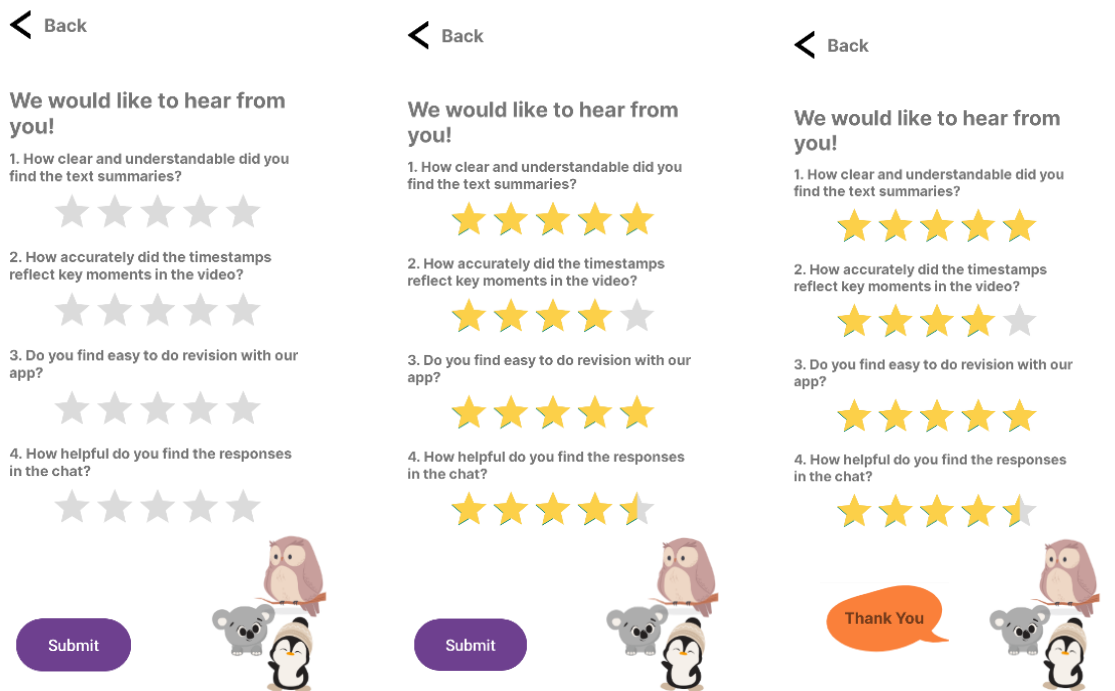 Back
We would like to hear from
you!
1. How clear and understandable did you
find the text summaries?
2. How accurately did the timestamps
reflect key moments in the video?
3. Do you find easy to do revision with our
app?
4. How helpful do you find the responses
in the chat?
Submit
Back
We would like to hear from
you!
1. How clear and understandable did you
find the text summaries?
2. How accurately did the timestamps
reflect key moments in the video?
3. Do you find easy to do revision with our
app?
4. How helpful do you find the responses
in the chat?
Submit
Back
We would like to hear from
you!
1. How clear and understandable did you
find the text summaries?
2. How accurately did the timestamps
reflect key moments in the video?
3. Do you find easy to do revision with our
app?
4. How helpful do you find the responses
in the chat?
Thank You